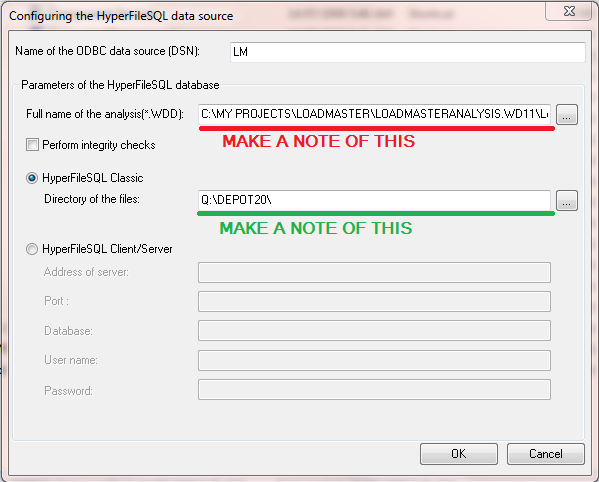 Configuring the HyperFileSQL data source
Name of the ODBC data source (DSN): LM
Parameters of the HyperFileSQL database
Full name of the analysis(*.WDD): C:\MY PROJECTS\LOADMASTER\LOADMASTERANALYSIS.WD11\L ...
MAKE A NOTE OF THIS
Perform integrity checks
HyperFileSQL Classic
Directory of the files: Q:\DEPOT20\ ...
MAKE A NOTE OF THIS
HyperFileSQL Client/Server
Address of server:
Port :
Database:
User name:
Password:
OK Cancel